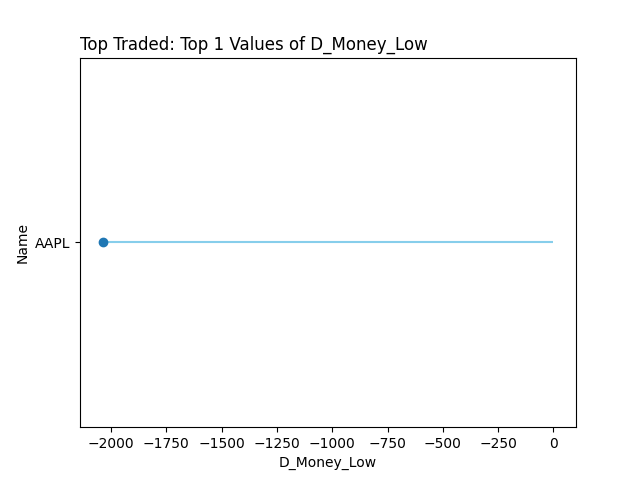 Top Traded: Top 1 Values of D_Money_Low
Name
AAPL
−2000 −1750 −1500 −1250 −1000 −750 −500 −250 0
D_Money_Low